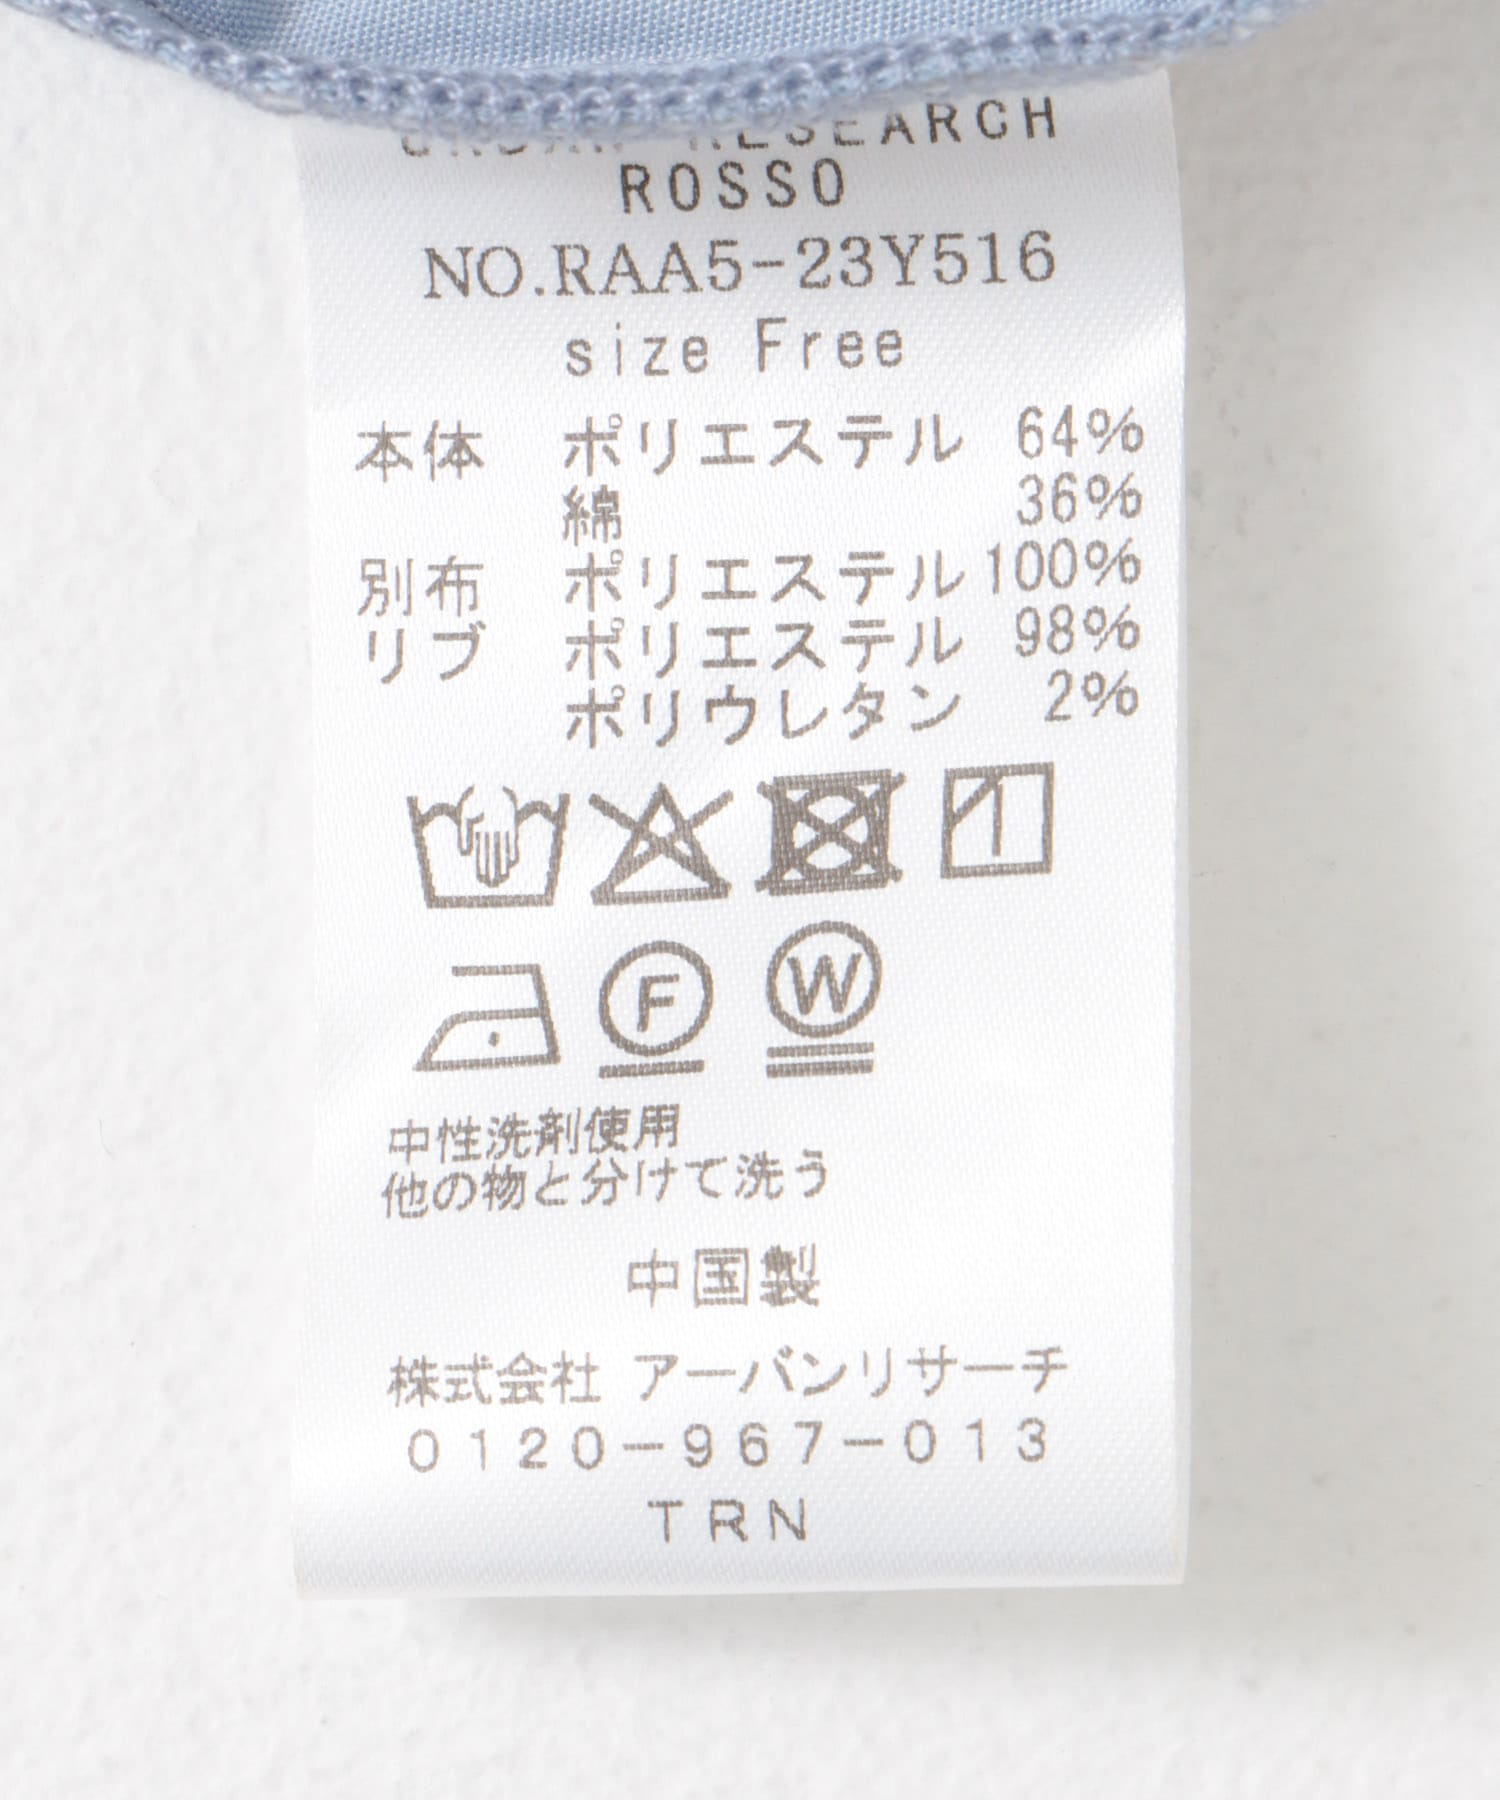 URBAN RESEARCH
ROSSO
NO.RAA5-23Y516
size Free
本体 ポリエステル 64%
綿 36%
別布 ポリエステル 100%
リブ ポリエステル 98%
ポリウレタン 2%
F W
中性洗剤使用
他の物と分けて洗う
中国製
株式会社 アーバンリサーチ
0120-967-013
TRN